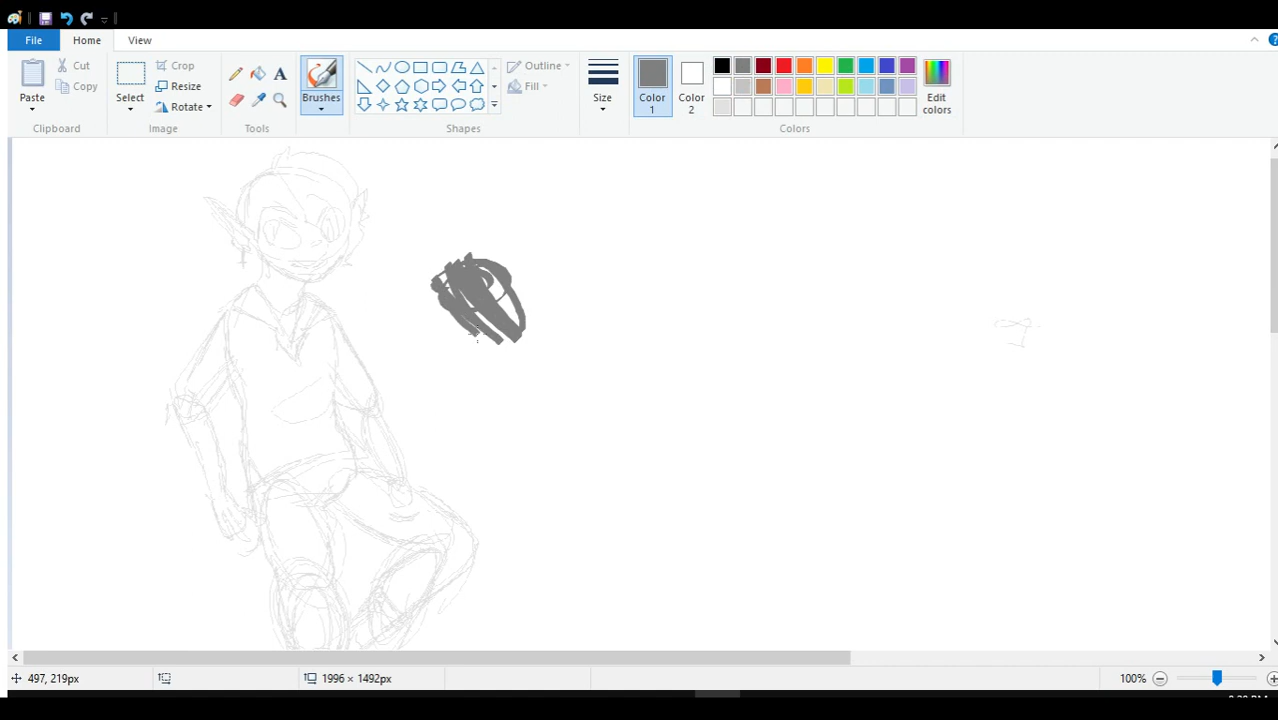 File Home View
Paste
Cut
Copy
Clipboard
Select
Crop
Resize
Rotate
Image
A
Tools
Brushes
Outline
Fill
Shapes
Size
Color
1
Color
2
Edit
colors
Colors
497, 219px
1996 × 1492px
100%